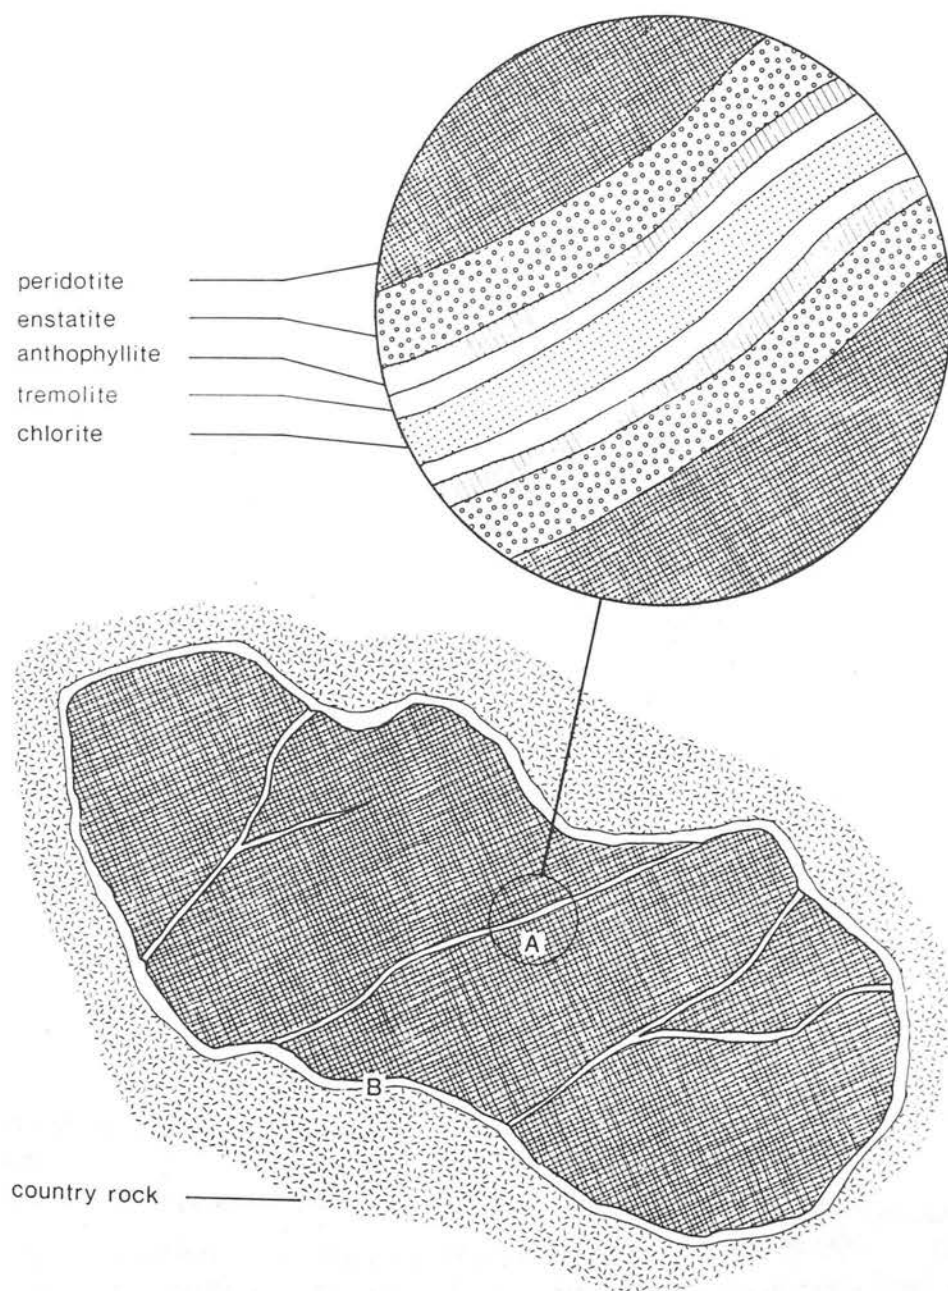 peridotite
enstatite
anthophyllite
tremolite
chlorite
A
B
country rock